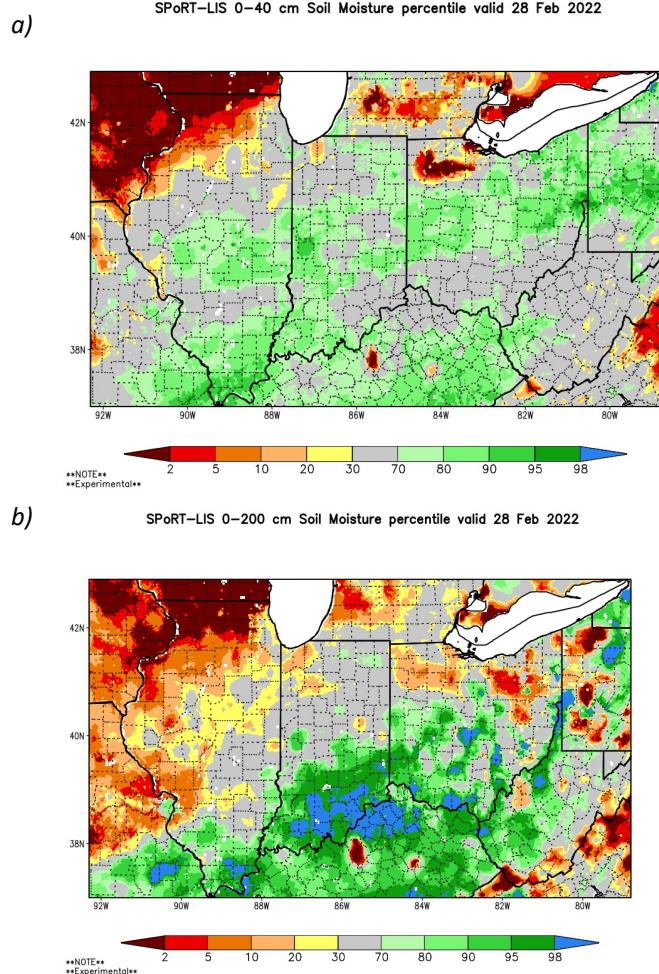 SPoRT-LIS 0-40 cm Soil Moisture percentile valid 28 Feb 2022
a)
42N
40N
38N
92W 90W 88W 86W 84W 82W 80W
2 5 10 20 30 70 80 90 95 98
**NOTE**
**Experimental**
b)
SPoRT-LIS 0-200 cm Soil Moisture percentile valid 28 Feb 2022
42N
40N
38N
92W 90W 88W 86W 84W 82W 80W
2 5 10 20 30 70 80 90 95 98
**NOTE**
**Experimental**